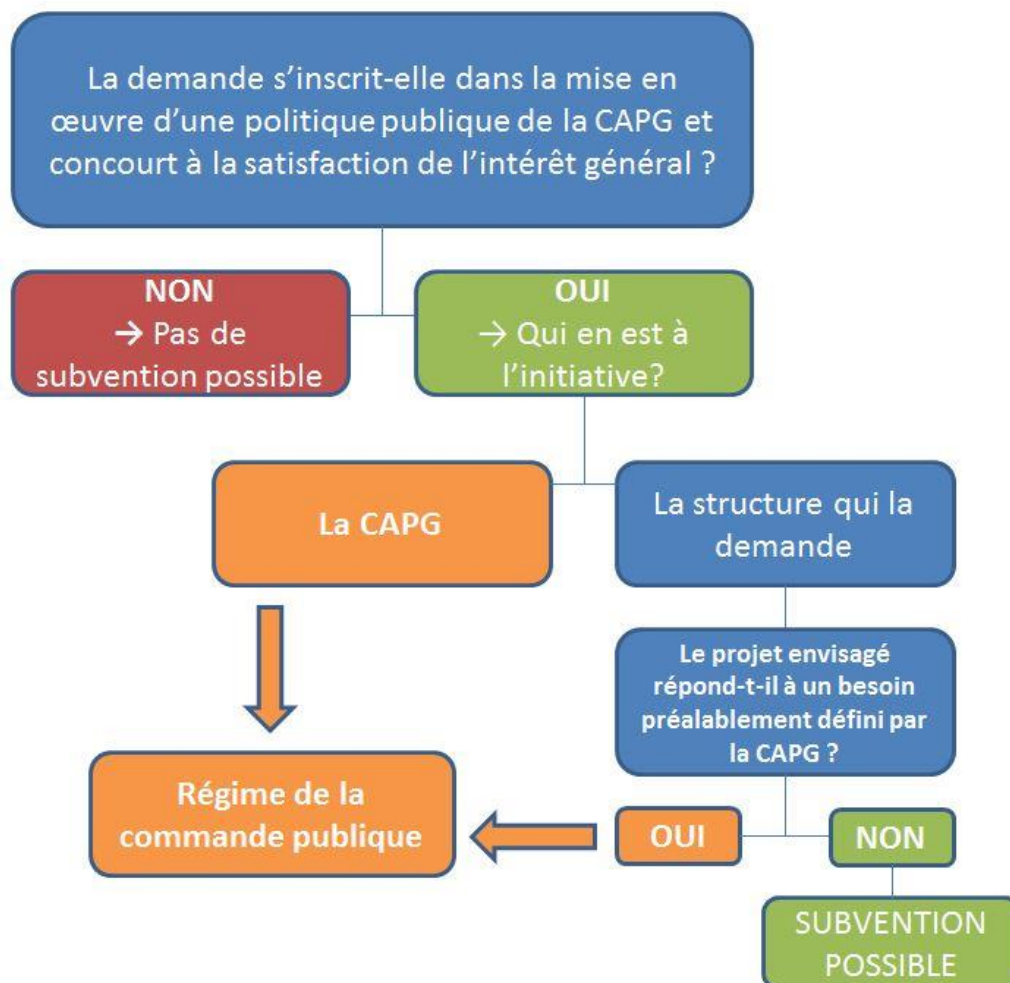 La demande s'inscrit-elle dans la mise en
œuvre d'une politique publique de la CAPG et
concourt à la satisfaction de l'intérêt général ?
NON
→ Pas de
subvention possible
OUI
→ Qui en est à
l'initiative?
La CAPG
La structure qui la
demande
Le projet envisagé
répond-t-il à un besoin
préalablement défini par
la CAPG ?
Régime de la
commande publique
OUI
NON
SUBVENTION
POSSIBLE